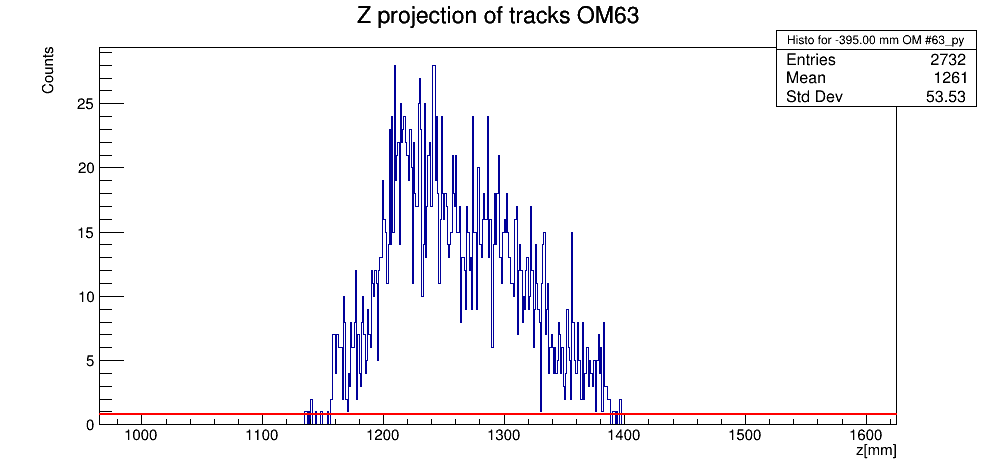 Z projection of tracks OM63
Histo for -395.00 mm OM #63_py
Entries 2732
Mean 1261
Std Dev 53.53
Counts
25
20
15
10
5
0
1000 1100 1200 1300 1400 1500 1600
z[mm]